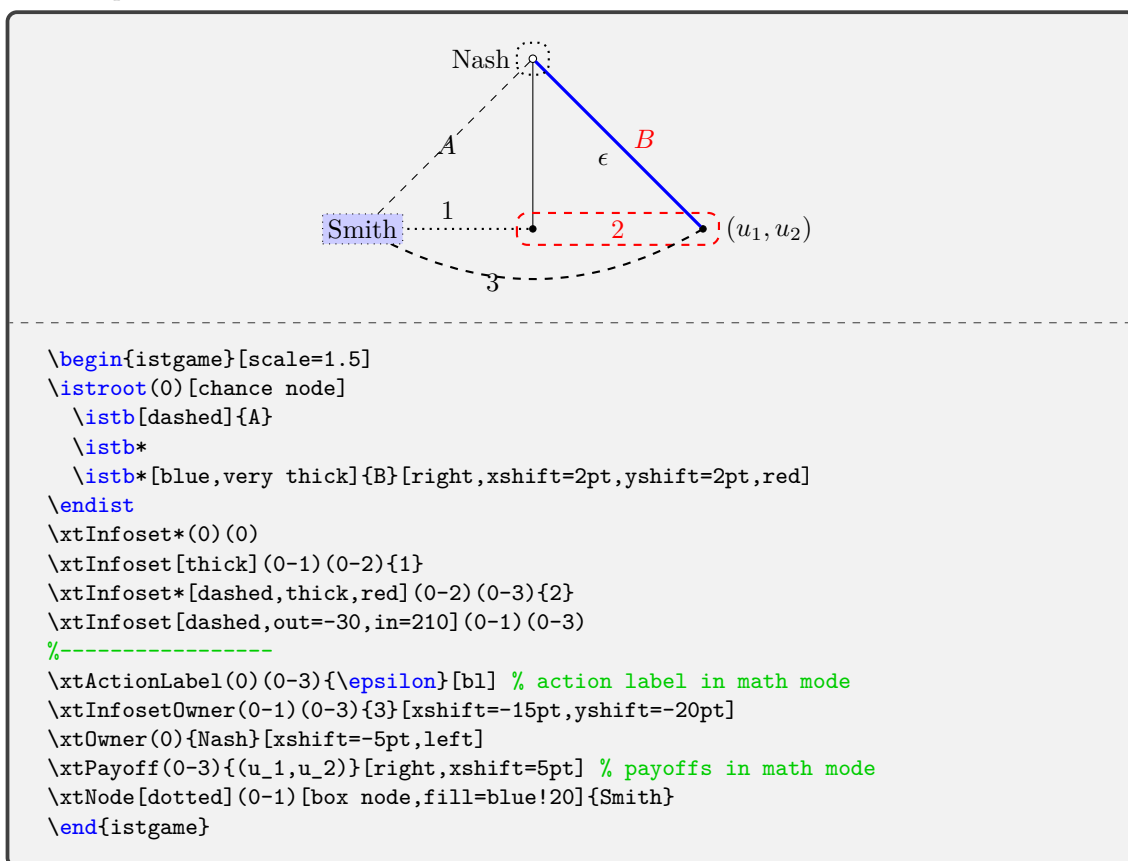 Nash
A
B
ϵ
1
Smith
2
(u₁, u₂)
3
\begin{istgame}[scale=1.5]
\istroot(0)[chance node]
  \istb[dashed]{A}
  \istb*
  \istb*[blue,very thick]{B}[right,xshift=2pt,yshift=2pt,red]
\endist
\xtInfoset*(0)(0)
\xtInfoset[thick](0-1)(0-2){1}
\xtInfoset*[dashed,thick,red](0-2)(0-3){2}
\xtInfoset[dashed,out=-30,in=210](0-1)(0-3)
%-----------------
\xtActionLabel(0)(0-3){\epsilon}[bl] % action label in math mode
\xtInfosetOwner(0-1)(0-3){3}[xshift=-15pt,yshift=-20pt]
\xtOwner(0){Nash}[xshift=-5pt,left]
\xtPayoff(0-3){(u_1,u_2)}[right,xshift=5pt] % payoffs in math mode
\xtNode[dotted](0-1)[box node,fill=blue!20]{Smith}
\end{istgame}